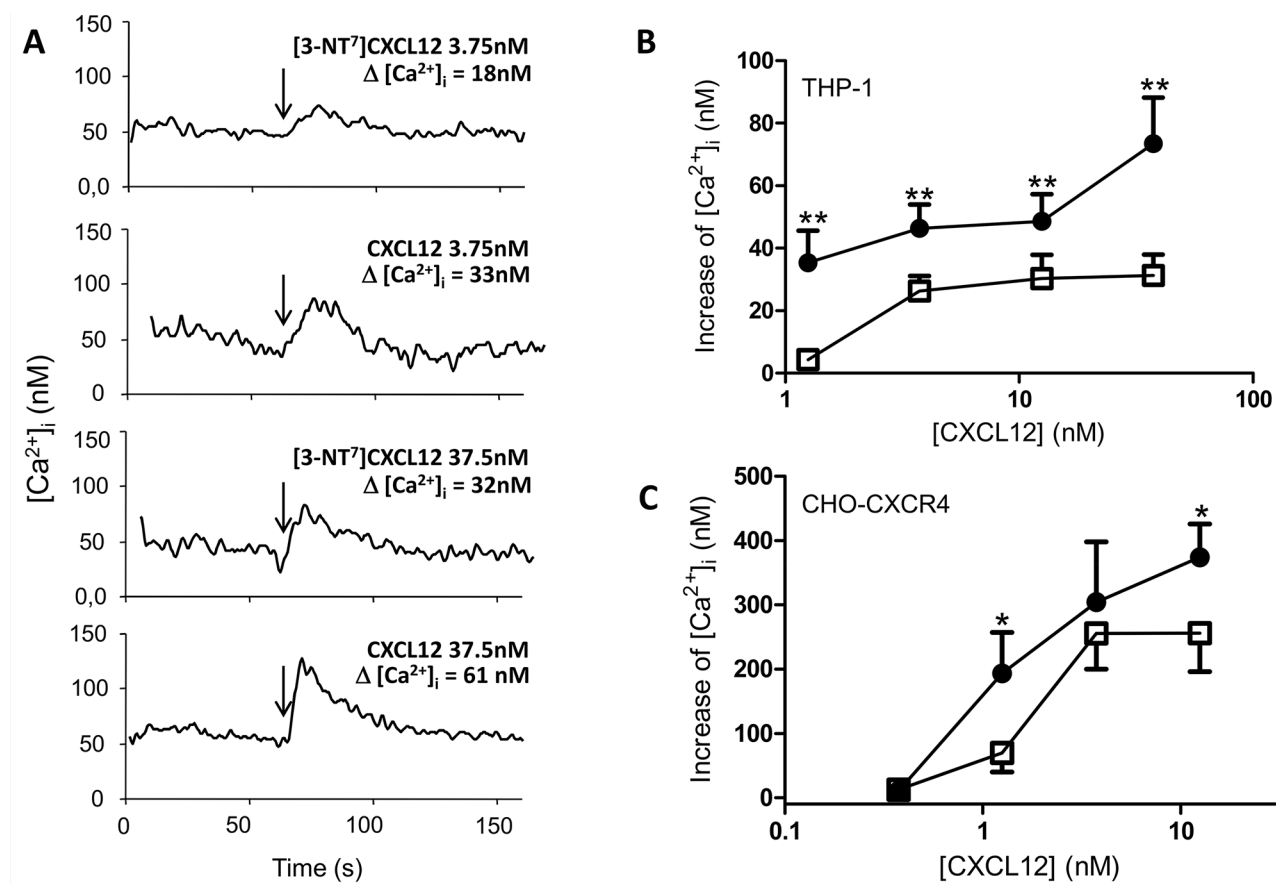 A
[Ca²⁺]ᵢ (nM)
150
100
50
0,0
[3-NT⁷]CXCL12 3.75nM
Δ [Ca²⁺]ᵢ = 18nM
150
100
50
0
CXCL12 3.75nM
Δ [Ca²⁺]ᵢ = 33nM
150
100
50
0,0
[3-NT⁷]CXCL12 37.5nM
Δ [Ca²⁺]ᵢ = 32nM
150
100
50
0
CXCL12 37.5nM
Δ [Ca²⁺]ᵢ = 61 nM
0 50 100 150
Time (s)
B
THP-1
Increase of [Ca²⁺]ᵢ (nM)
100
80
60
40
20
0
** ** ** **
1 10 100
[CXCL12] (nM)
C
CHO-CXCR4
Increase of [Ca²⁺]ᵢ (nM)
500
400
300
200
100
0
* *
0.1 1 10
[CXCL12] (nM)